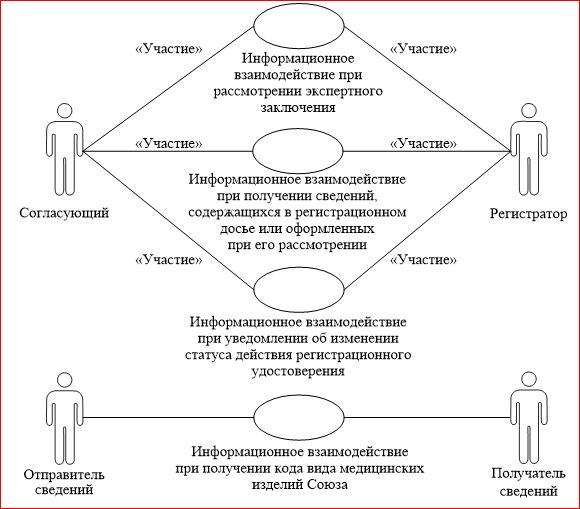 «Участие»
«Участие»
Информационное
взаимодействие при
рассмотрении экспертного
заключения
«Участие»
«Участие»
Согласующий
Регистратор
Информационное взаимодействие
при получении сведений,
содержащихся в регистрационном
досье или оформленных
при его рассмотрении
«Участие»
«Участие»
Информационное взаимодействие
при уведомлении об изменении
статуса действия регистрационного
удостоверения
Информационное взаимодействие
при получении кода вида медицинских
изделий Союза
Отправитель
сведений
Получатель
сведений